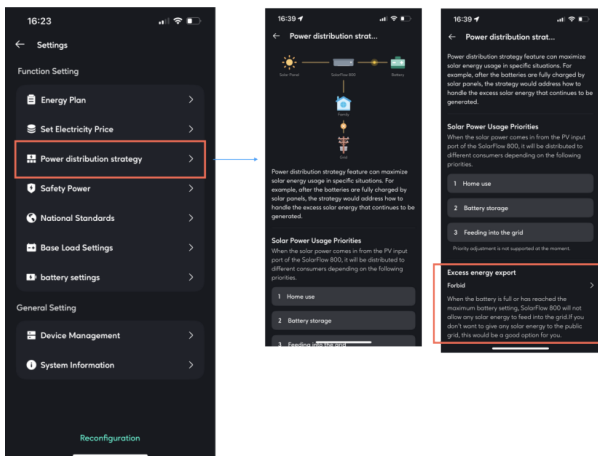 16:23
Settings
Function Setting
Energy Plan
Set Electricity Price
Power distribution strategy
Safety Power
National Standards
Base Load Settings
battery settings
General Setting
Device Management
System Information
Reconfiguration
16:39
Power distribution strat...
Solar Panel
SolarFlow 800
Battery
Family
Grid
Power distribution strategy feature can maximize
solar energy usage in specific situations. For
example, after the batteries are fully charged by
solar panels, the strategy would address how to
handle the excess solar energy that continues to be
generated.
Solar Power Usage Priorities
When the solar power comes in from the PV input
port of the SolarFlow 800, it will be distributed to
different consumers depending on the following
priorities.
1 Home use
2 Battery storage
3 Feeding into the grid
16:39
Power distribution strat...
Power distribution strategy feature can maximize
solar energy usage in specific situations. For
example, after the batteries are fully charged by
solar panels, the strategy would address how to
handle the excess solar energy that continues to be
generated.
Solar Power Usage Priorities
When the solar power comes in from the PV input
port of the SolarFlow 800, it will be distributed to
different consumers depending on the following
priorities.
1 Home use
2 Battery storage
3 Feeding into the grid
Priority adjustment is not supported at the moment.
Excess energy export
Forbid
When the battery is full or has reached the
maximum battery setting, SolarFlow 800 will not
allow any solar energy to feed into the grid.If you
don't want to give any solar energy to the public
grid, this would be a good option for you.